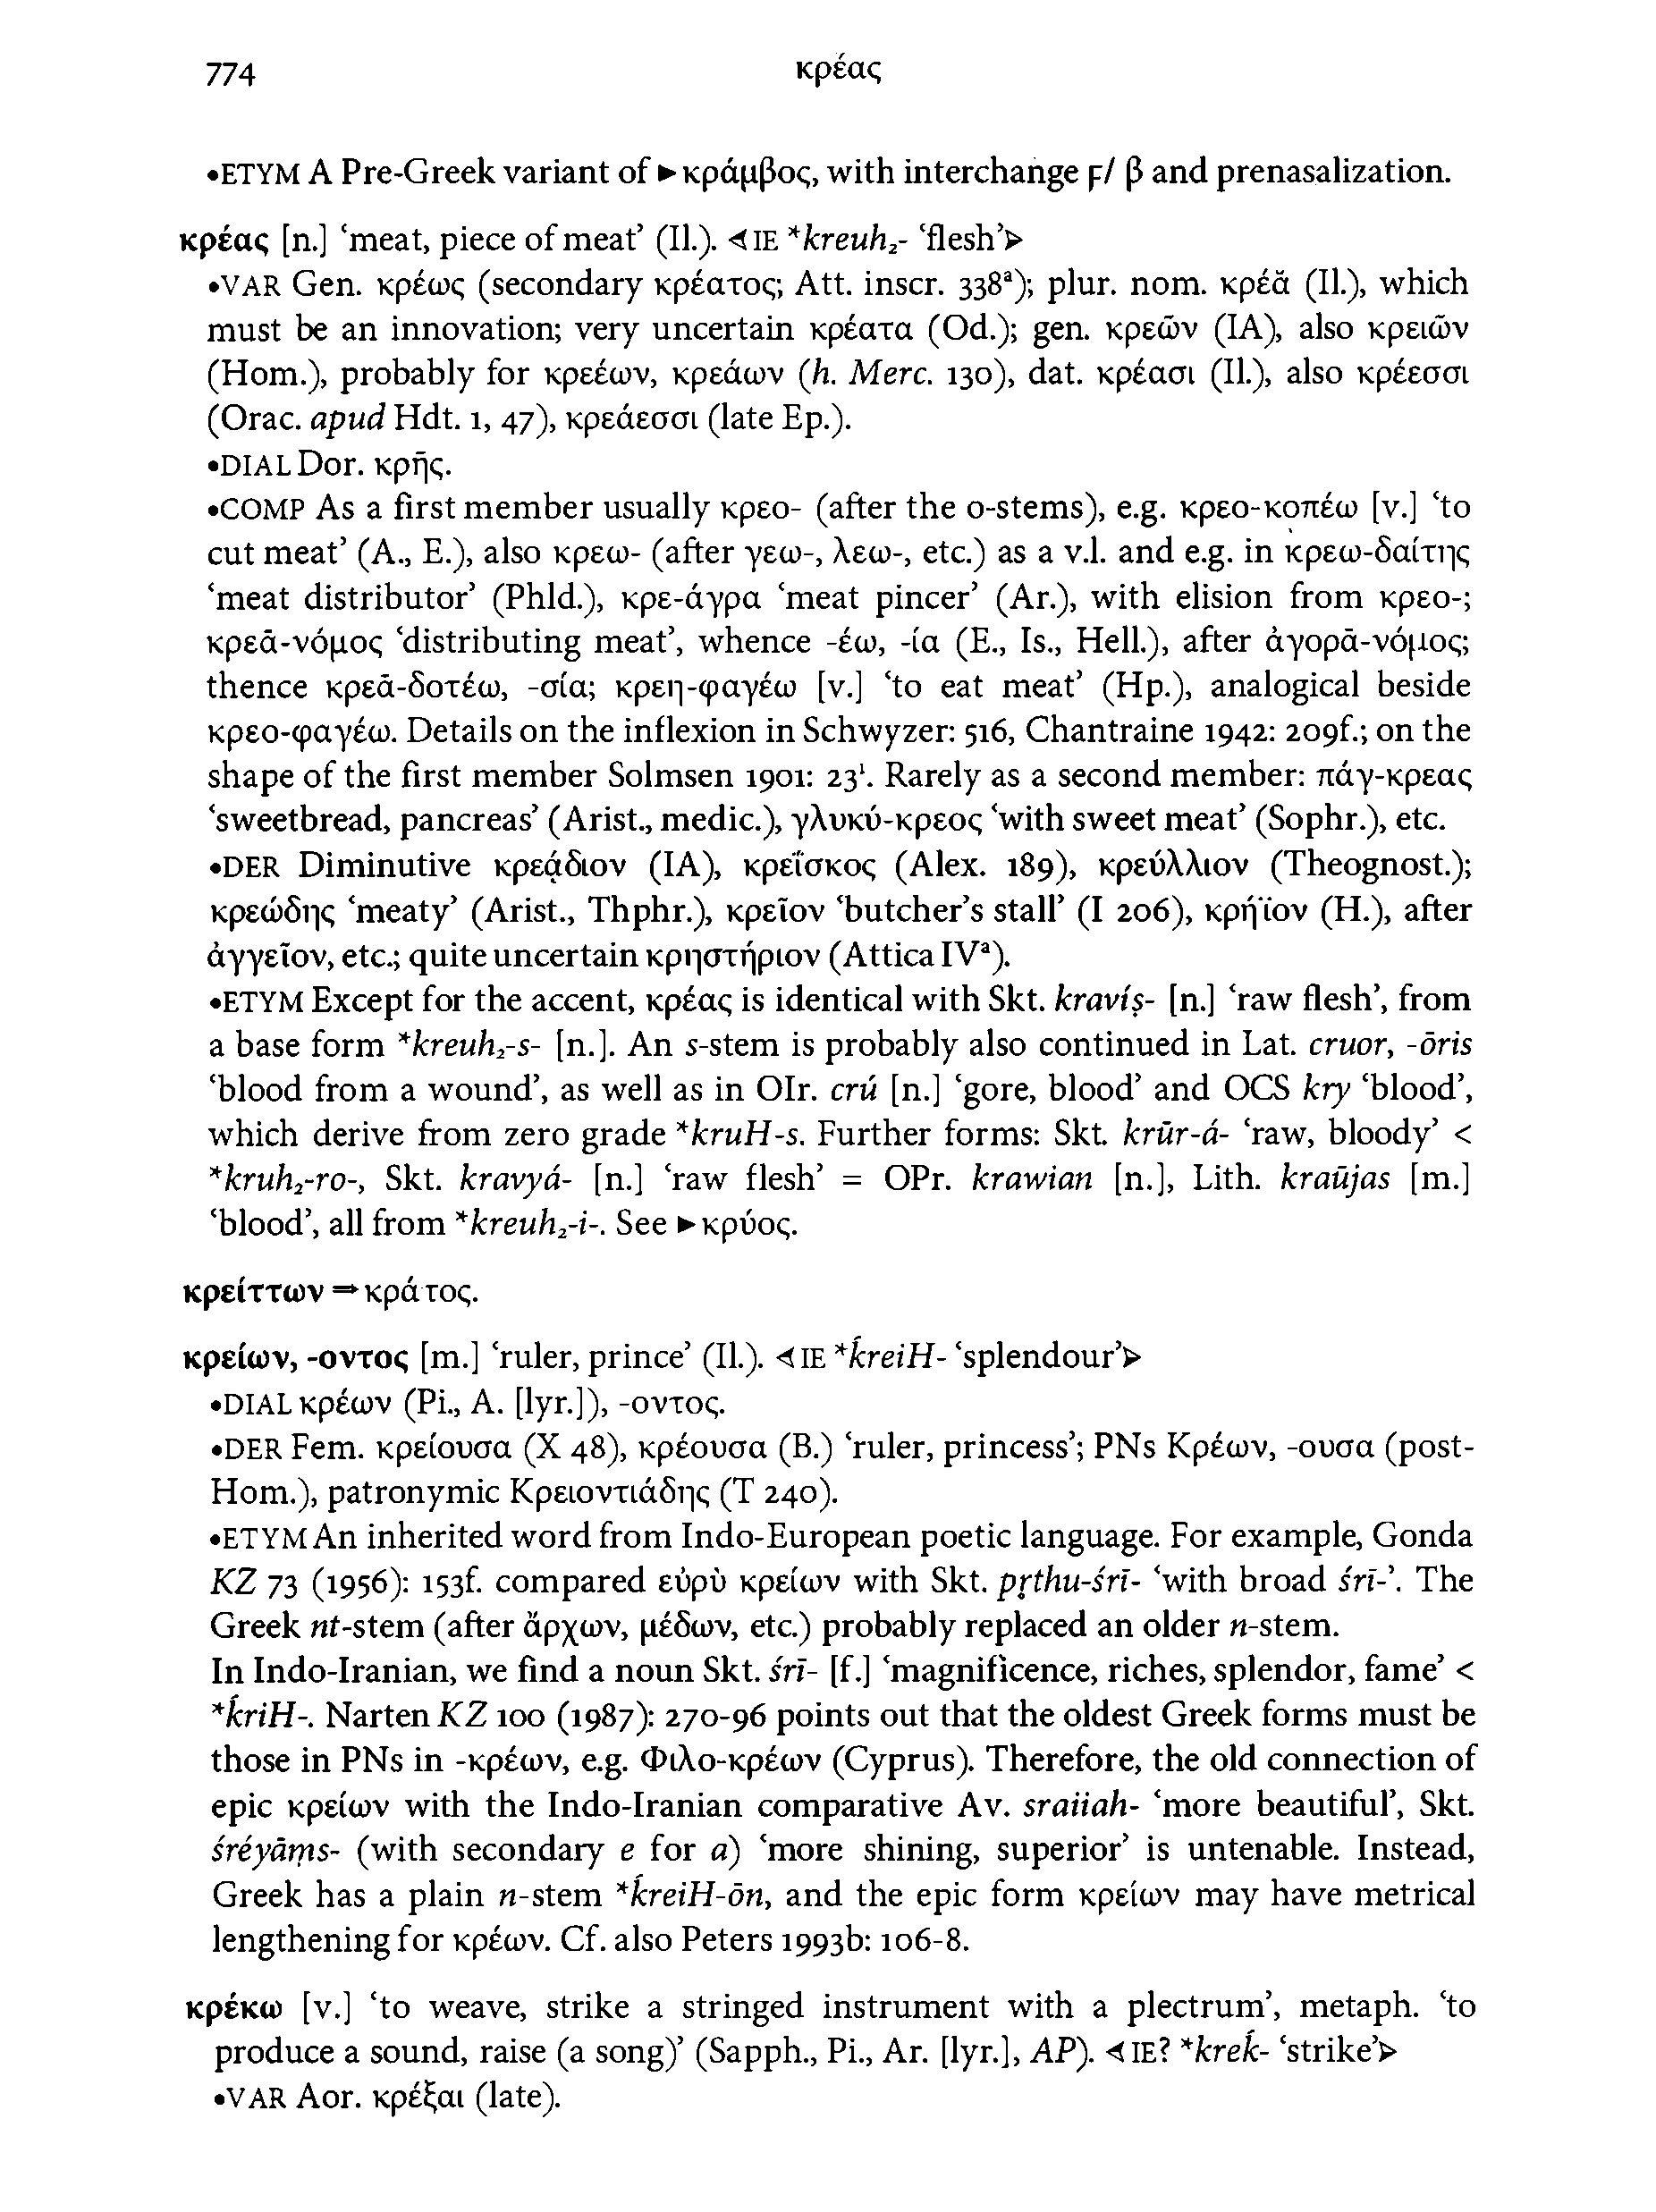 774 κρέας
•ETYM A Pre-Greek variant of ►κράμβος, with interchange ϝ/ β and prenasalization.
κρέας [n.] ‘meat, piece of meat’ (Il.). ◁IE *kreuh₂- ‘flesh’▷
•VAR Gen. κρέως (secondary κρέατος; Att. inscr. 338ᵃ); plur. nom. κρέᾰ (Il.), which
must be an innovation; very uncertain κρέατα (Od.); gen. κρεῶν (IA), also κρειῶν
(Hom.), probably for κρεέων, κρεάων (h. Merc. 130), dat. κρέασι (Il.), also κρέεσσι
(Orac. apud Hdt. 1, 47), κρεάεσσι (late Ep.).
•DIAL Dor. κρῆς.
•COMP As a first member usually κρεο- (after the o-stems), e.g. κρεο-κοπέω [v.] ‘to
cut meat’ (A., E.), also κρεω- (after γεω-, λεω-, etc.) as a v.l. and e.g. in κρεω-δαίτης
‘meat distributor’ (Phld.), κρε-άγρα ‘meat pincer’ (Ar.), with elision from κρεο-;
κρεᾱ-νόμος ‘distributing meat’, whence -έω, -ία (E., Is., Hell.), after ἀγορᾱ-νόμος;
thence κρεᾱ-δοτέω, -σία; κρεη-φαγέω [v.] ‘to eat meat’ (Hp.), analogical beside
κρεο-φαγέω. Details on the inflexion in Schwyzer: 516, Chantraine 1942: 209f.; on the
shape of the first member Solmsen 1901: 23¹. Rarely as a second member: πάγ-κρεας
‘sweetbread, pancreas’ (Arist., medic.), γλυκύ-κρεος ‘with sweet meat’ (Sophr.), etc.
•DER Diminutive κρεᾴδιον (IA), κρεΐσκος (Alex. 189), κρεύλλιον (Theognost.);
κρεώδης ‘meaty’ (Arist., Thphr.), κρεῖον ‘butcher’s stall’ (I 206), κρήϊον (H.), after
ἀγγεῖον, etc.; quite uncertain κρηστήριον (Attica IVᵃ).
•ETYM Except for the accent, κρέας is identical with Skt. kravíṣ- [n.] ‘raw flesh’, from
a base form *kreuh₂-s- [n.]. An s-stem is probably also continued in Lat. cruor, -ōris
‘blood from a wound’, as well as in OIr. crú [n.] ‘gore, blood’ and OCS kry ‘blood’,
which derive from zero grade *kruH-s. Further forms: Skt. krūr-á- ‘raw, bloody’ <
*kruh₂-ro-, Skt. kravyá- [n.] ‘raw flesh’ = OPr. krawian [n.], Lith. kraũjas [m.]
‘blood’, all from *kreuh₂-i-. See ►κρύος.
κρείττων ⇒κράτος.
κρείων, -οντος [m.] ‘ruler, prince’ (Il.). ◁IE *ḱreiH- ‘splendour’▷
•DIAL κρέων (Pi., A. [lyr.]), -οντος.
•DER Fem. κρείουσα (X 48), κρέουσα (B.) ‘ruler, princess’; PNs Κρέων, -ουσα (post-
Hom.), patronymic Κρειοντιάδης (T 240).
•ETYM An inherited word from Indo-European poetic language. For example, Gonda
KZ 73 (1956): 153f. compared εὐρὺ κρείων with Skt. pṛthu-śrī- ‘with broad śrī-’. The
Greek nt-stem (after ἄρχων, μέδων, etc.) probably replaced an older n-stem.
In Indo-Iranian, we find a noun Skt. śrī- [f.] ‘magnificence, riches, splendor, fame’ <
*ḱriH-. Narten KZ 100 (1987): 270-96 points out that the oldest Greek forms must be
those in PNs in -κρέων, e.g. Φιλο-κρέων (Cyprus). Therefore, the old connection of
epic κρείων with the Indo-Iranian comparative Av. sraiiah- ‘more beautiful’, Skt.
śréyāṃs- (with secondary e for a) ‘more shining, superior’ is untenable. Instead,
Greek has a plain n-stem *ḱreiH-ōn, and the epic form κρείων may have metrical
lengthening for κρέων. Cf. also Peters 1993b: 106-8.
κρέκω [v.] ‘to weave, strike a stringed instrument with a plectrum’, metaph. ‘to
produce a sound, raise (a song)’ (Sapph., Pi., Ar. [lyr.], AP). ◁IE? *kreḱ- ‘strike’▷
•VAR Aor. κρέξαι (late).